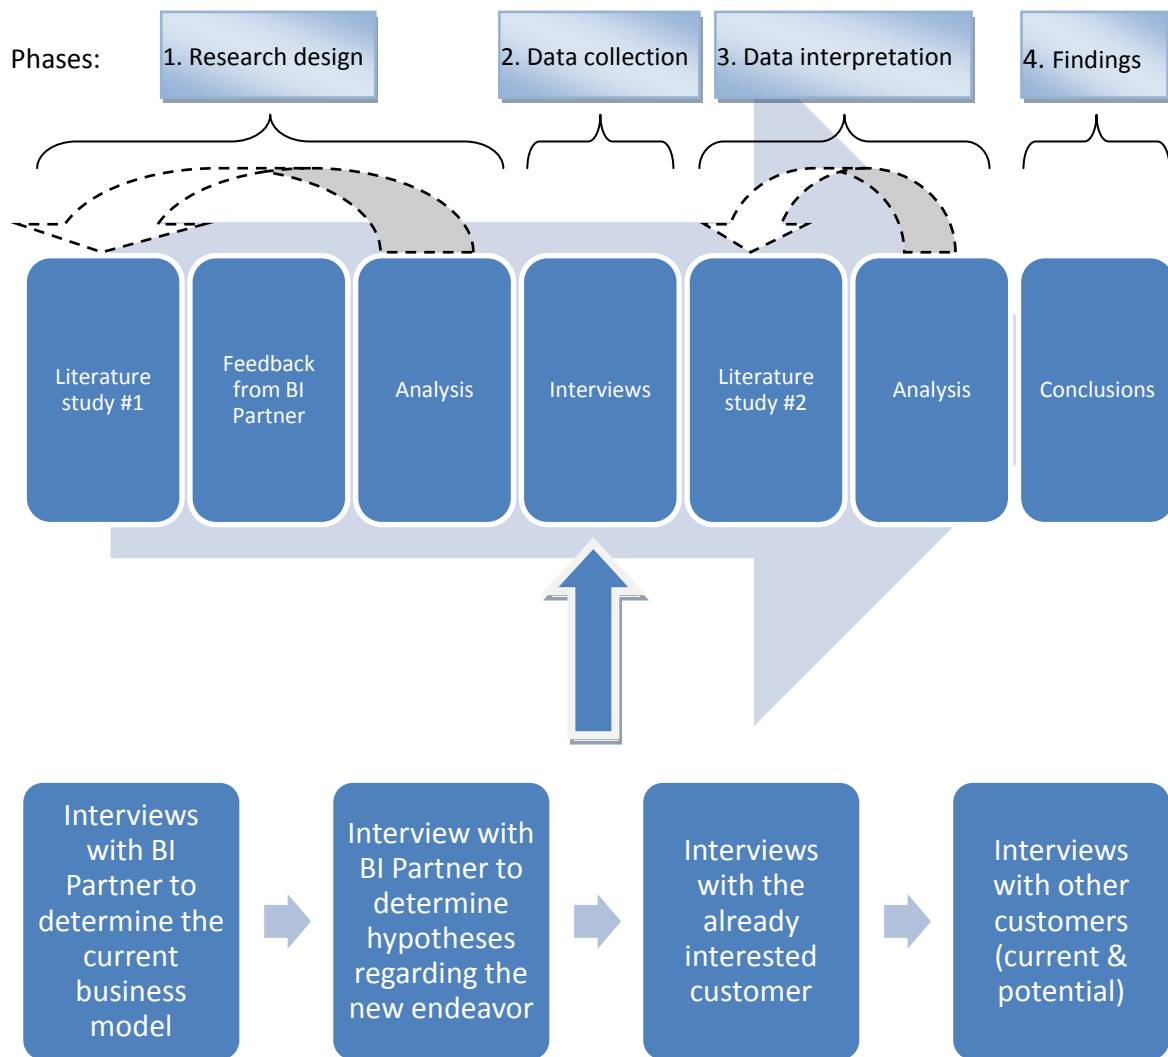 Phases:
1. Research design
2. Data collection
3. Data interpretation
4. Findings
Literature
study #1
Feedback
from BI
Partner
Analysis
Interviews
Literature
study #2
Analysis
Conclusions
Interviews
with BI
Partner to
determine the
current
business
model
Interview with
BI Partner to
determine
hypotheses
regarding the
new endeavor
Interviews
with the
already
interested
customer
Interviews
with other
customers
(current &
potential)